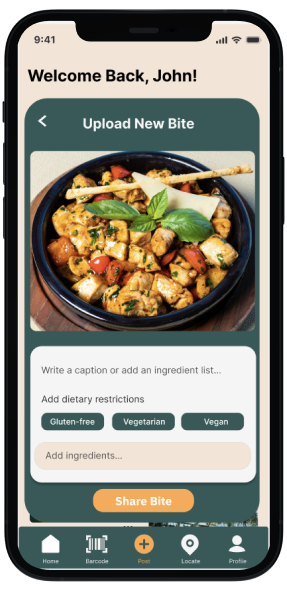 9:41
Welcome Back, John!
Upload New Bite
Write a caption or add an ingredient list...
Add dietary restrictions
Gluten-free Vegetarian Vegan
Add ingredients...
Share Bite
Home Barcode Post Locate Profile